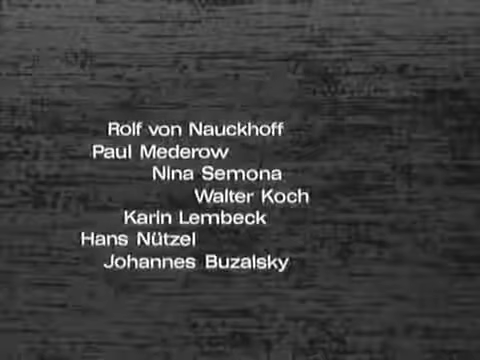 Rolf von Nauckhoff
Paul Mederow
Nina Semona
Walter Koch
Karin Lembeck
Hans Nützel
Johannes Buzalsky